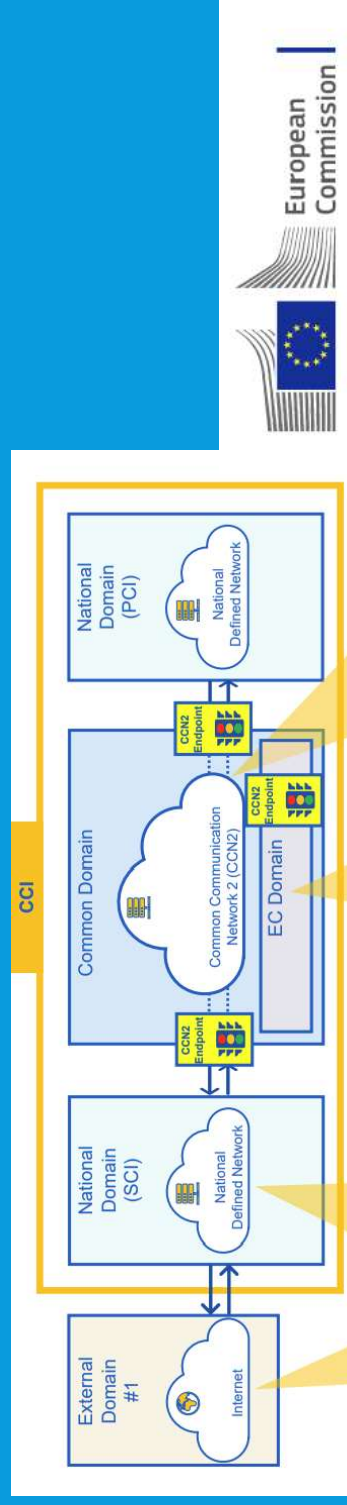 CCI
External
Domain
#1
Internet
National
Domain
(SCI)
National
Defined Network
CCN2
Endpoint
Common Domain
Common Communication
Network 2 (CCN2)
EC Domain
CCN2
Endpoint
CCN2
Endpoint
National
Domain
(PCI)
National
Defined Network
European
Commission